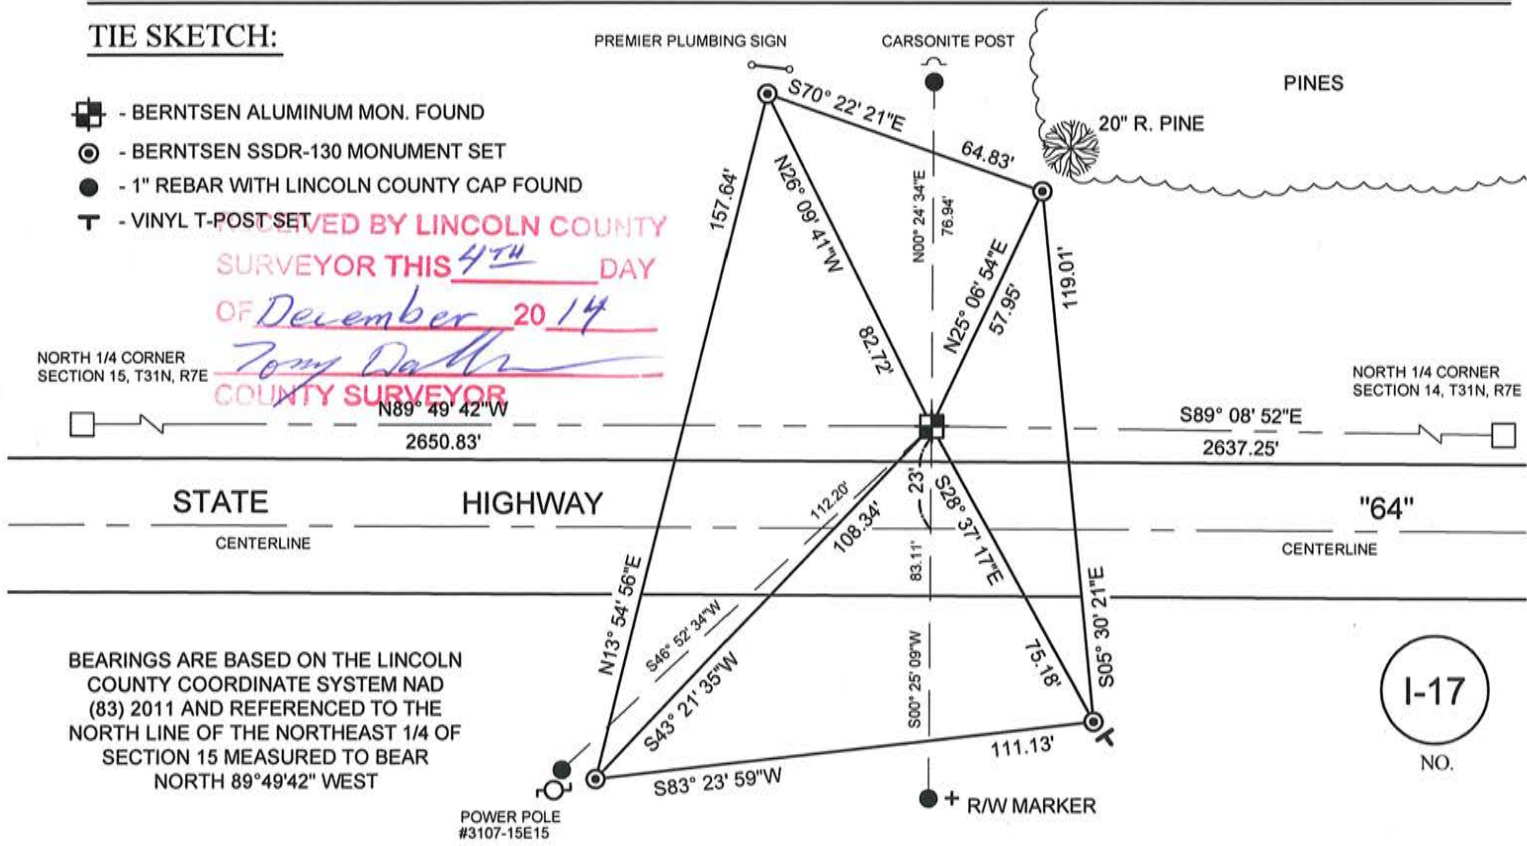 TIE SKETCH:
- BERNTSEN ALUMINUM MON. FOUND
- BERNTSEN SSDR-130 MONUMENT SET
- 1" REBAR WITH LINCOLN COUNTY CAP FOUND
- VINYL T-POST SET
RECEIVED BY LINCOLN COUNTY
SURVEYOR THIS 4TH DAY
OF December 20 14
Tony
COUNTY SURVEYOR
PREMIER PLUMBING SIGN
CARSONITE POST
PINES
20" R. PINE
S70° 22' 21"E
64.83'
157.64'
N26° 09' 41"W
82.72'
N00° 24' 34"E
76.94'
N25° 06' 54"E
57.95'
119.01'
NORTH 1/4 CORNER
SECTION 15, T31N, R7E
N89° 49' 42"W
2650.83'
NORTH 1/4 CORNER
SECTION 14, T31N, R7E
S89° 08' 52"E
2637.25'
STATE HIGHWAY "64"
CENTERLINE
CENTERLINE
112.20'
108.34'
23'
83.11'
S28° 37' 17"E
75.18'
N13° 54' 56"E
S46° 52' 34"W
S43° 21' 35"W
S00° 25' 09"W
S05° 30' 21"E
S83° 23' 59"W
111.13'
BEARINGS ARE BASED ON THE LINCOLN
COUNTY COORDINATE SYSTEM NAD
(83) 2011 AND REFERENCED TO THE
NORTH LINE OF THE NORTHEAST 1/4 OF
SECTION 15 MEASURED TO BEAR
NORTH 89°49'42" WEST
POWER POLE
#3107-15E15
R/W MARKER
I-17
NO.